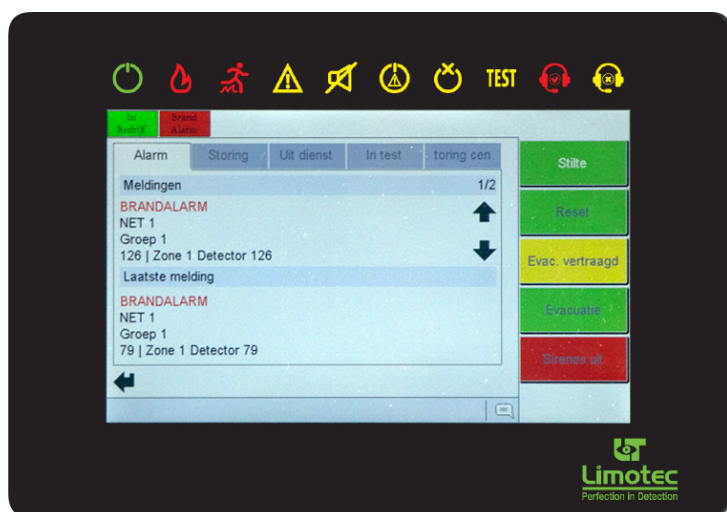 TEST
In
Bedrijf
Brand
Alarm
Alarm
Storing
Uit dienst
In test
toring cen
Meldingen
1/2
BRANDALARM
NET 1
Groep 1
126 | Zone 1 Detector 126
Laatste melding
BRANDALARM
NET 1
Groep 1
79 | Zone 1 Detector 79
Stilte
Reset
Evac. vertraagd
Evacuatie
Sirenes uit
Limotec
Perfection in Detection